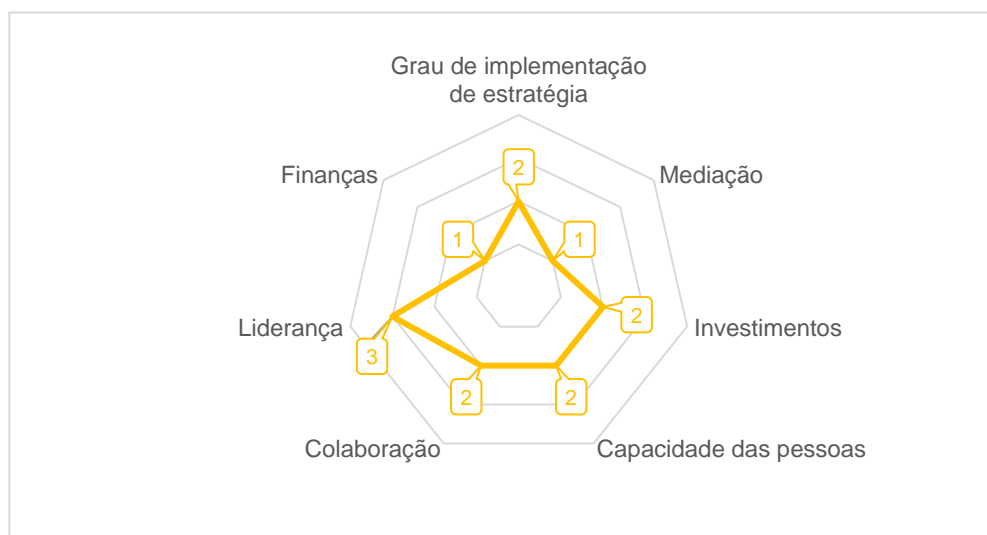 Grau de implementação
de estratégia
Finanças
2
Mediação
1
1
Liderança
2
Investimentos
3
2
2
Colaboração
Capacidade das pessoas